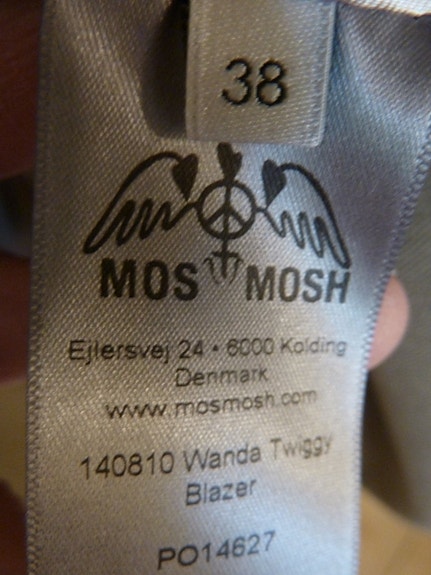 38
MOS MOSH
Ejlersvej 24 • 6000 Kolding
Denmark
www.mosmosh.com
140810 Wanda Twiggy
Blazer
PO14627